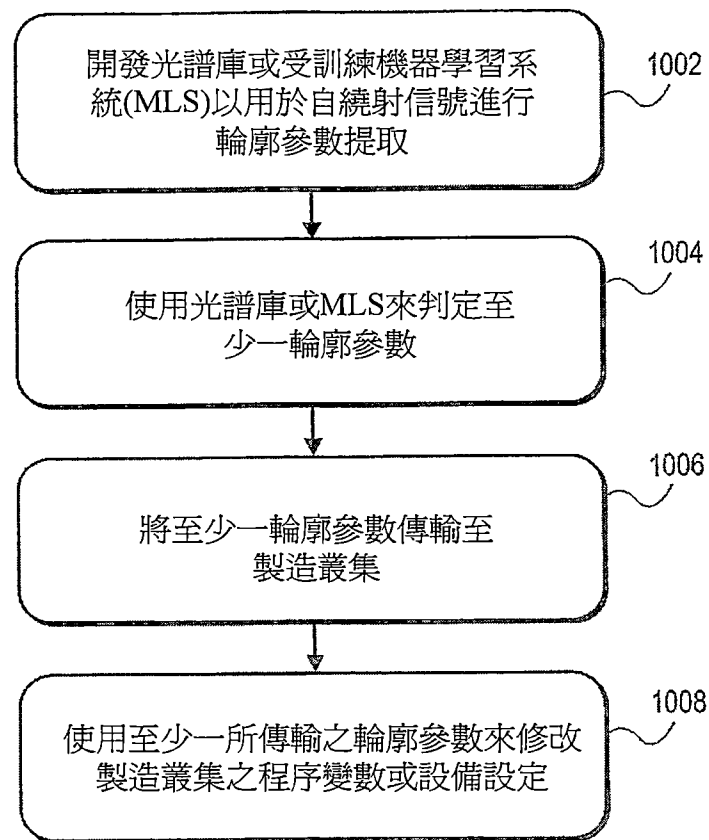 開發光譜庫或受訓練機器學習系
統(MLS)以用於自繞射信號進行
輪廓參數提取
1002
使用光譜庫或MLS來判定至
少一輪廓參數
1004
將至少一輪廓參數傳輸至
製造叢集
1006
使用至少一所傳輸之輪廓參數來修改
製造叢集之程序變數或設備設定
1008